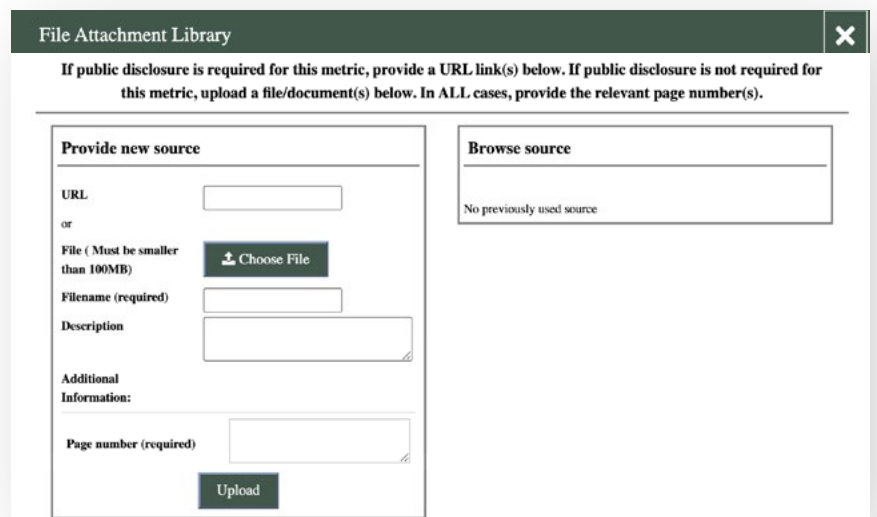 File Attachment Library
If public disclosure is required for this metric, provide a URL link(s) below. If public disclosure is not required for
this metric, upload a file/document(s) below. In ALL cases, provide the relevant page number(s).
Provide new source
URL
or
File ( Must be smaller
than 100MB)
Choose File
Filename (required)
Description
Additional
Information:
Page number (required)
Upload
Browse source
No previously used source